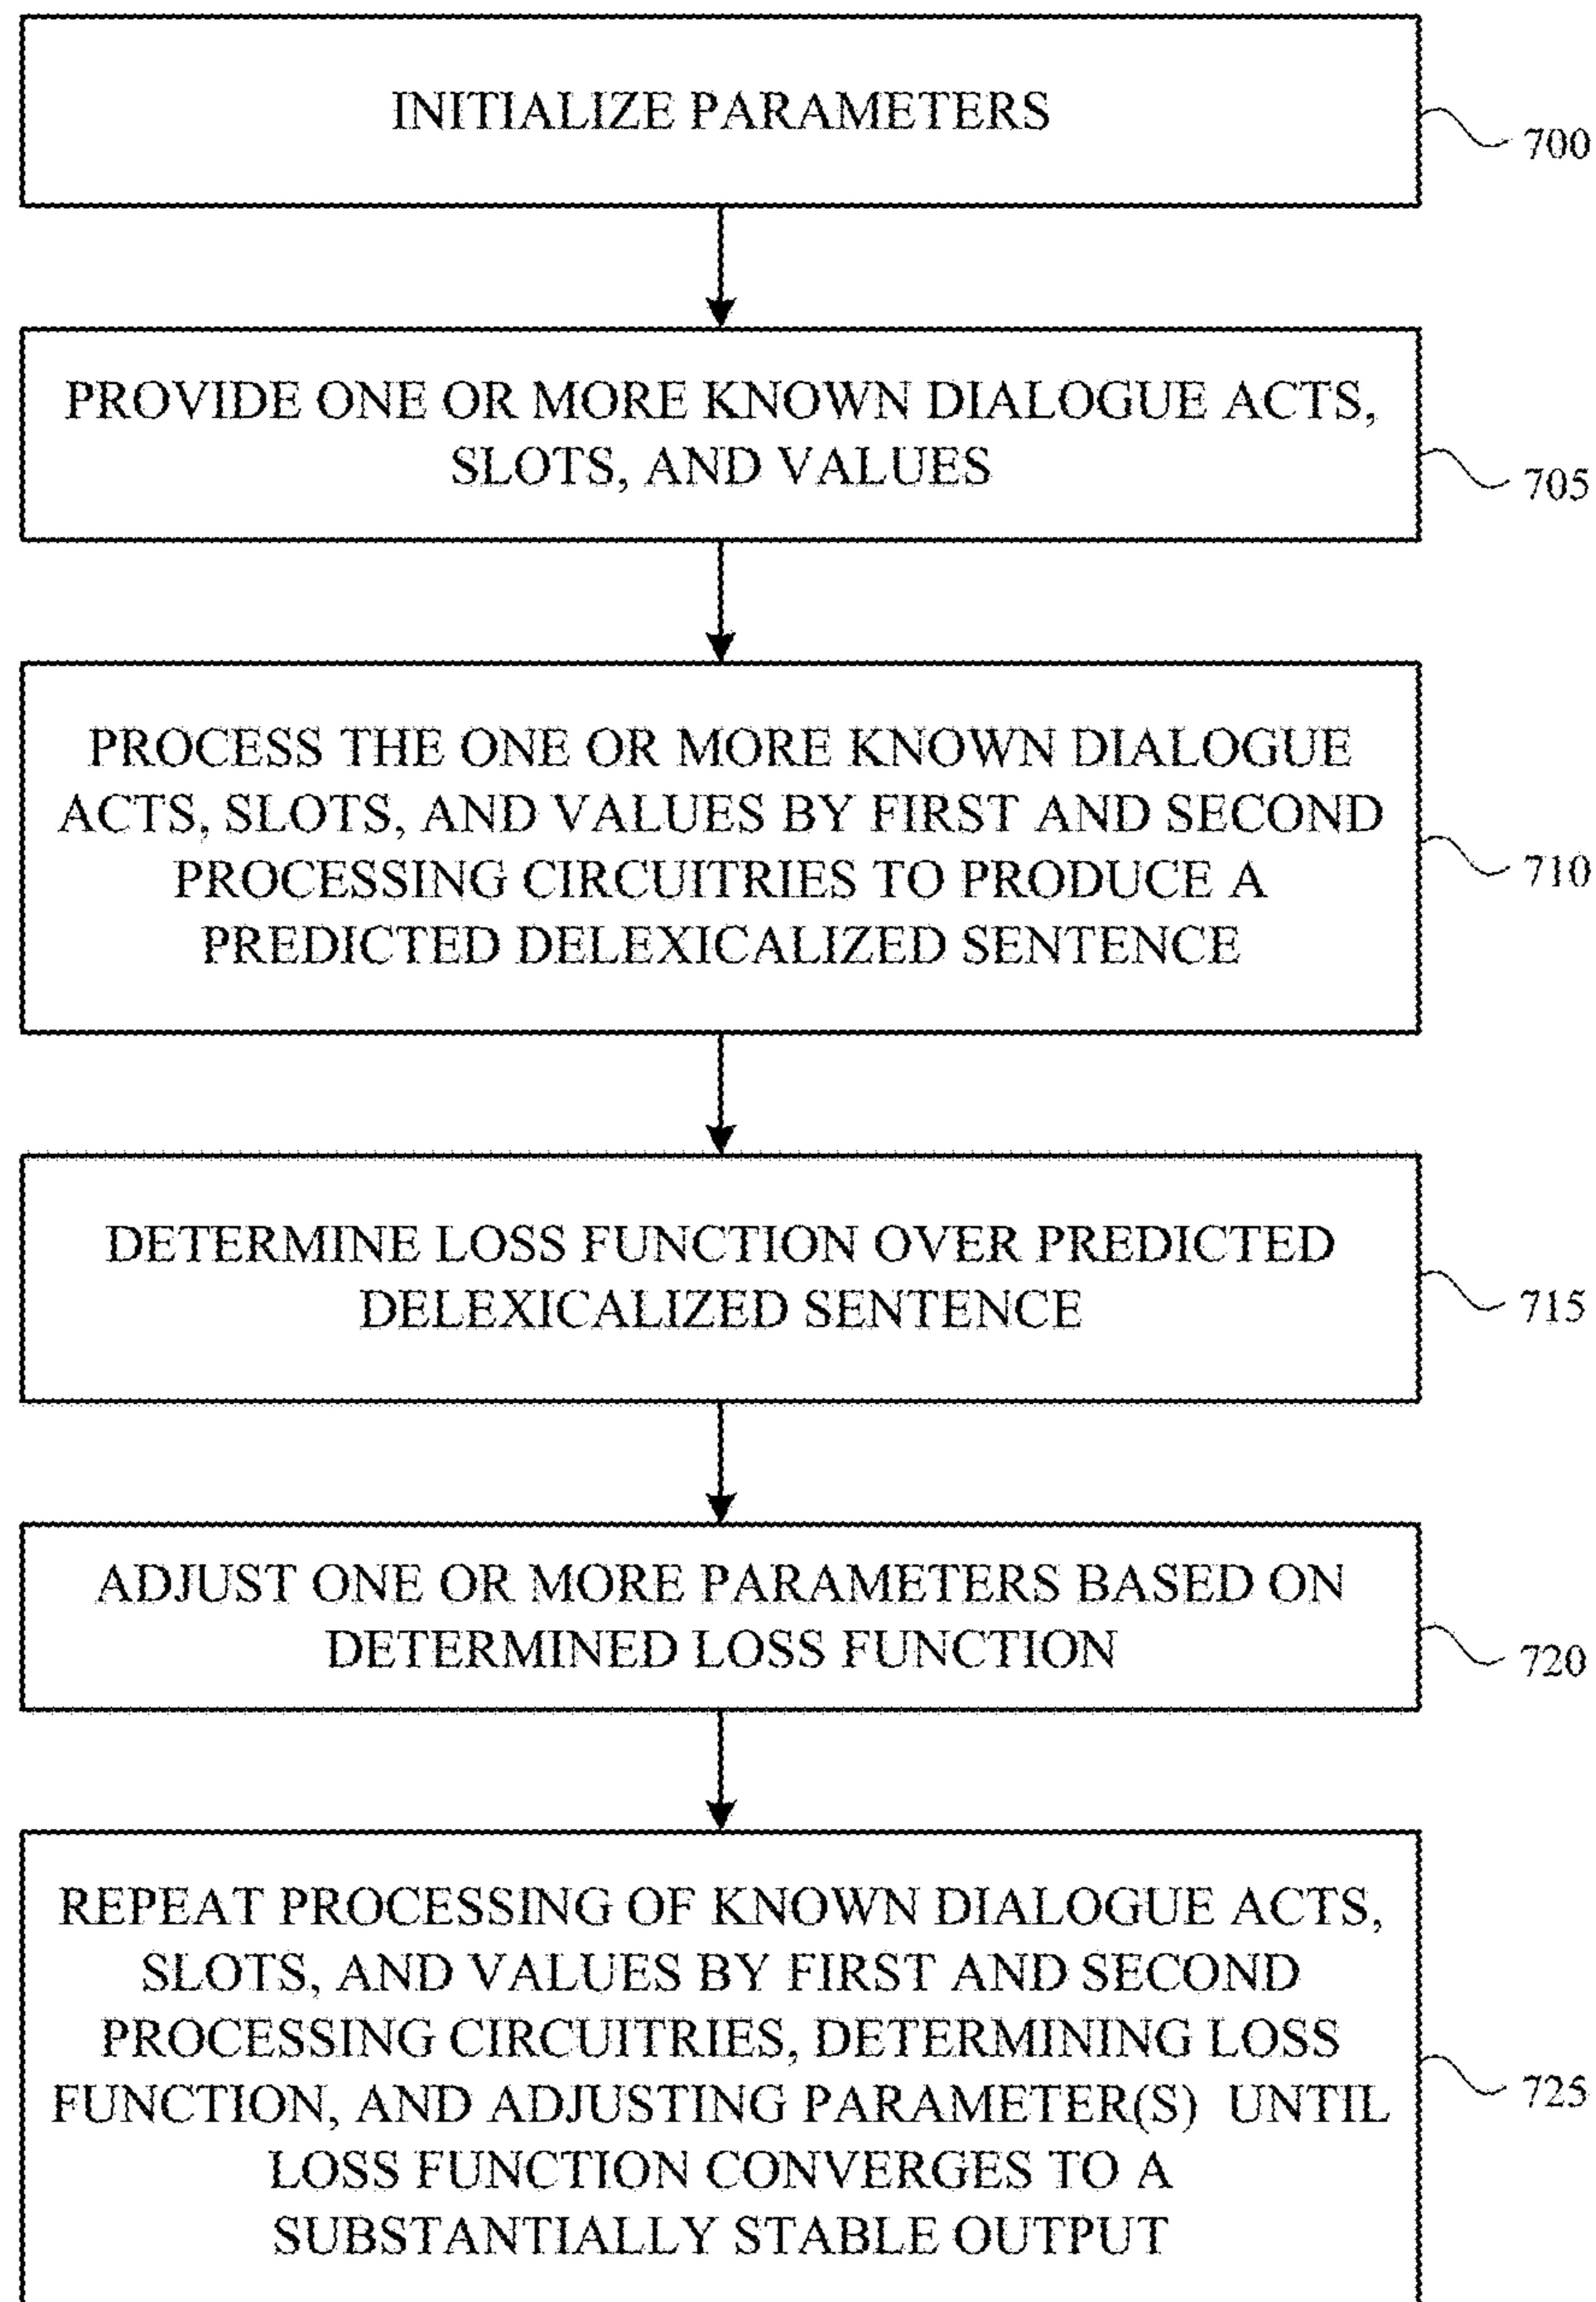 INITIALIZE PARAMETERS
700
PROVIDE ONE OR MORE KNOWN DIALOGUE ACTS,
SLOTS, AND VALUES
705
PROCESS THE ONE OR MORE KNOWN DIALOGUE
ACTS, SLOTS, AND VALUES BY FIRST AND SECOND
PROCESSING CIRCUITRIES TO PRODUCE A
PREDICTED DELEXICALIZED SENTENCE
710
DETERMINE LOSS FUNCTION OVER PREDICTED
DELEXICALIZED SENTENCE
715
ADJUST ONE OR MORE PARAMETERS BASED ON
DETERMINED LOSS FUNCTION
720
REPEAT PROCESSING OF KNOWN DIALOGUE ACTS,
SLOTS, AND VALUES BY FIRST AND SECOND
PROCESSING CIRCUITRIES, DETERMINING LOSS
FUNCTION, AND ADJUSTING PARAMETER(S) UNTIL
LOSS FUNCTION CONVERGES TO A
SUBSTANTIALLY STABLE OUTPUT
725